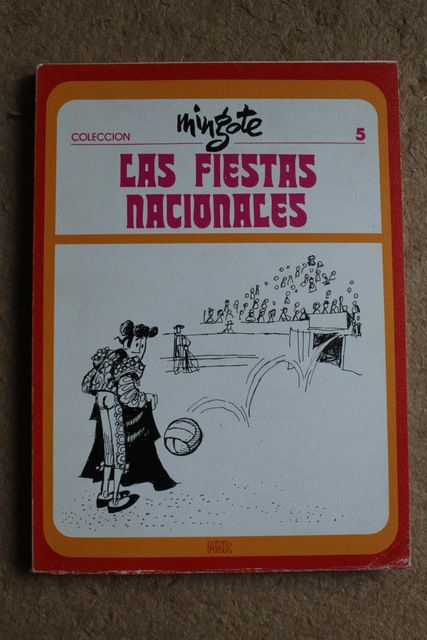 mingote
COLECCION
5
LAS FIESTAS
NACIONALES